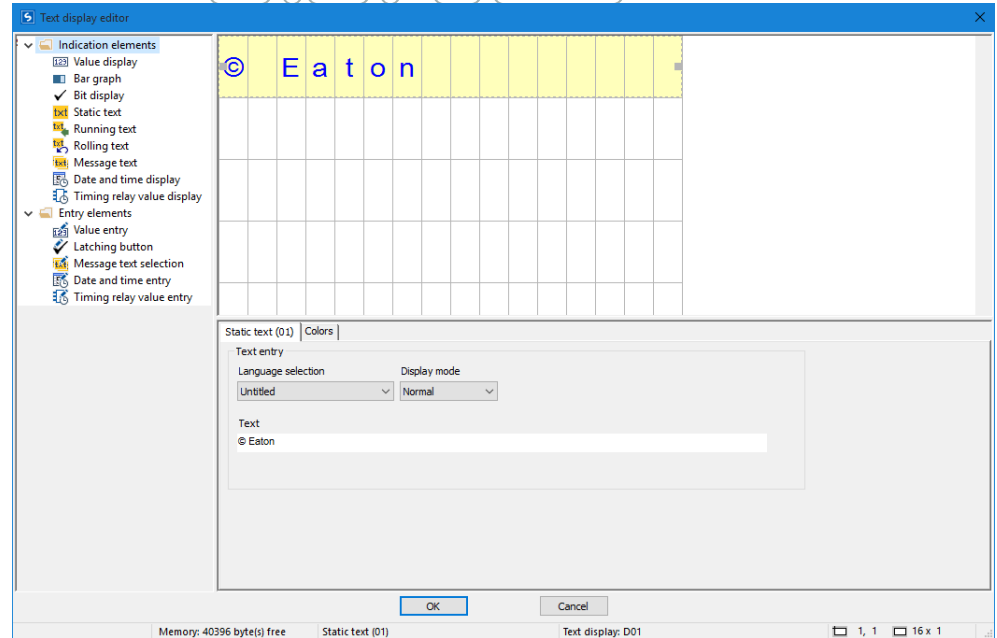 Text display editor
Indication elements
Value display
Bar graph
Bit display
Static text
Running text
Rolling text
Message text
Date and time display
Timing relay value display
Entry elements
Value entry
Latching button
Message text selection
Date and time entry
Timing relay value entry
© Eaton
Static text (01) Colors
Text entry
Language selection Display mode
Untitled Normal
Text
© Eaton
OK Cancel
Memory: 40396 byte(s) free Static text (01) Text display: D01 1, 1 16 x 1